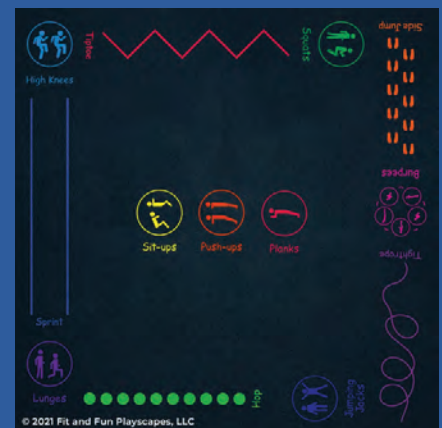 High Knees
Tiptoe
Squats
Side Jump
Burpees
Tightrope
Sit-ups
Push-ups
Planks
Sprint
Lunges
Hop
Jumping
Jacks
© 2021 Fit and Fun Playscapes, LLC